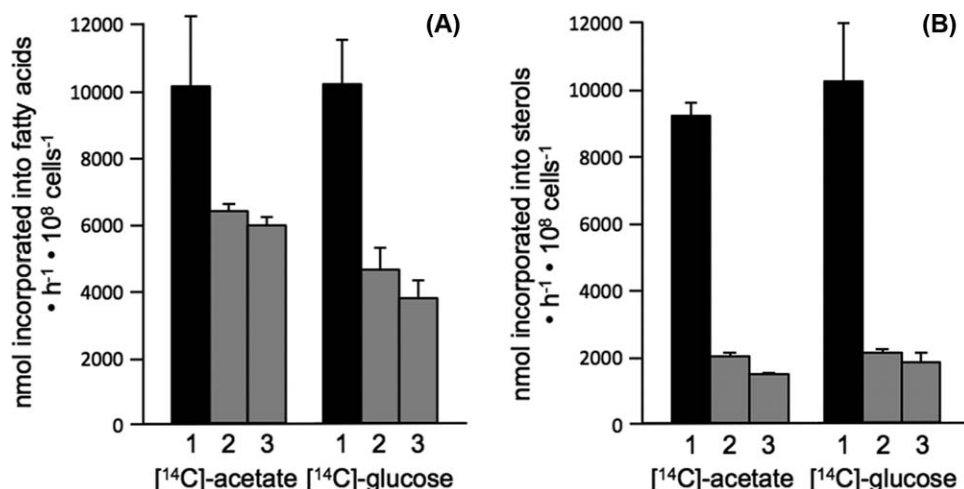 (A)
nmol incorporated into fatty acids
• h⁻¹ • 10⁸ cells⁻¹
12000
10000
8000
6000
4000
2000
0
1 2 3 1 2 3
[¹⁴C]-acetate [¹⁴C]-glucose
(B)
nmol incorporated into sterols
• h⁻¹ • 10⁸ cells⁻¹
12000
10000
8000
6000
4000
2000
0
1 2 3 1 2 3
[¹⁴C]-acetate [¹⁴C]-glucose